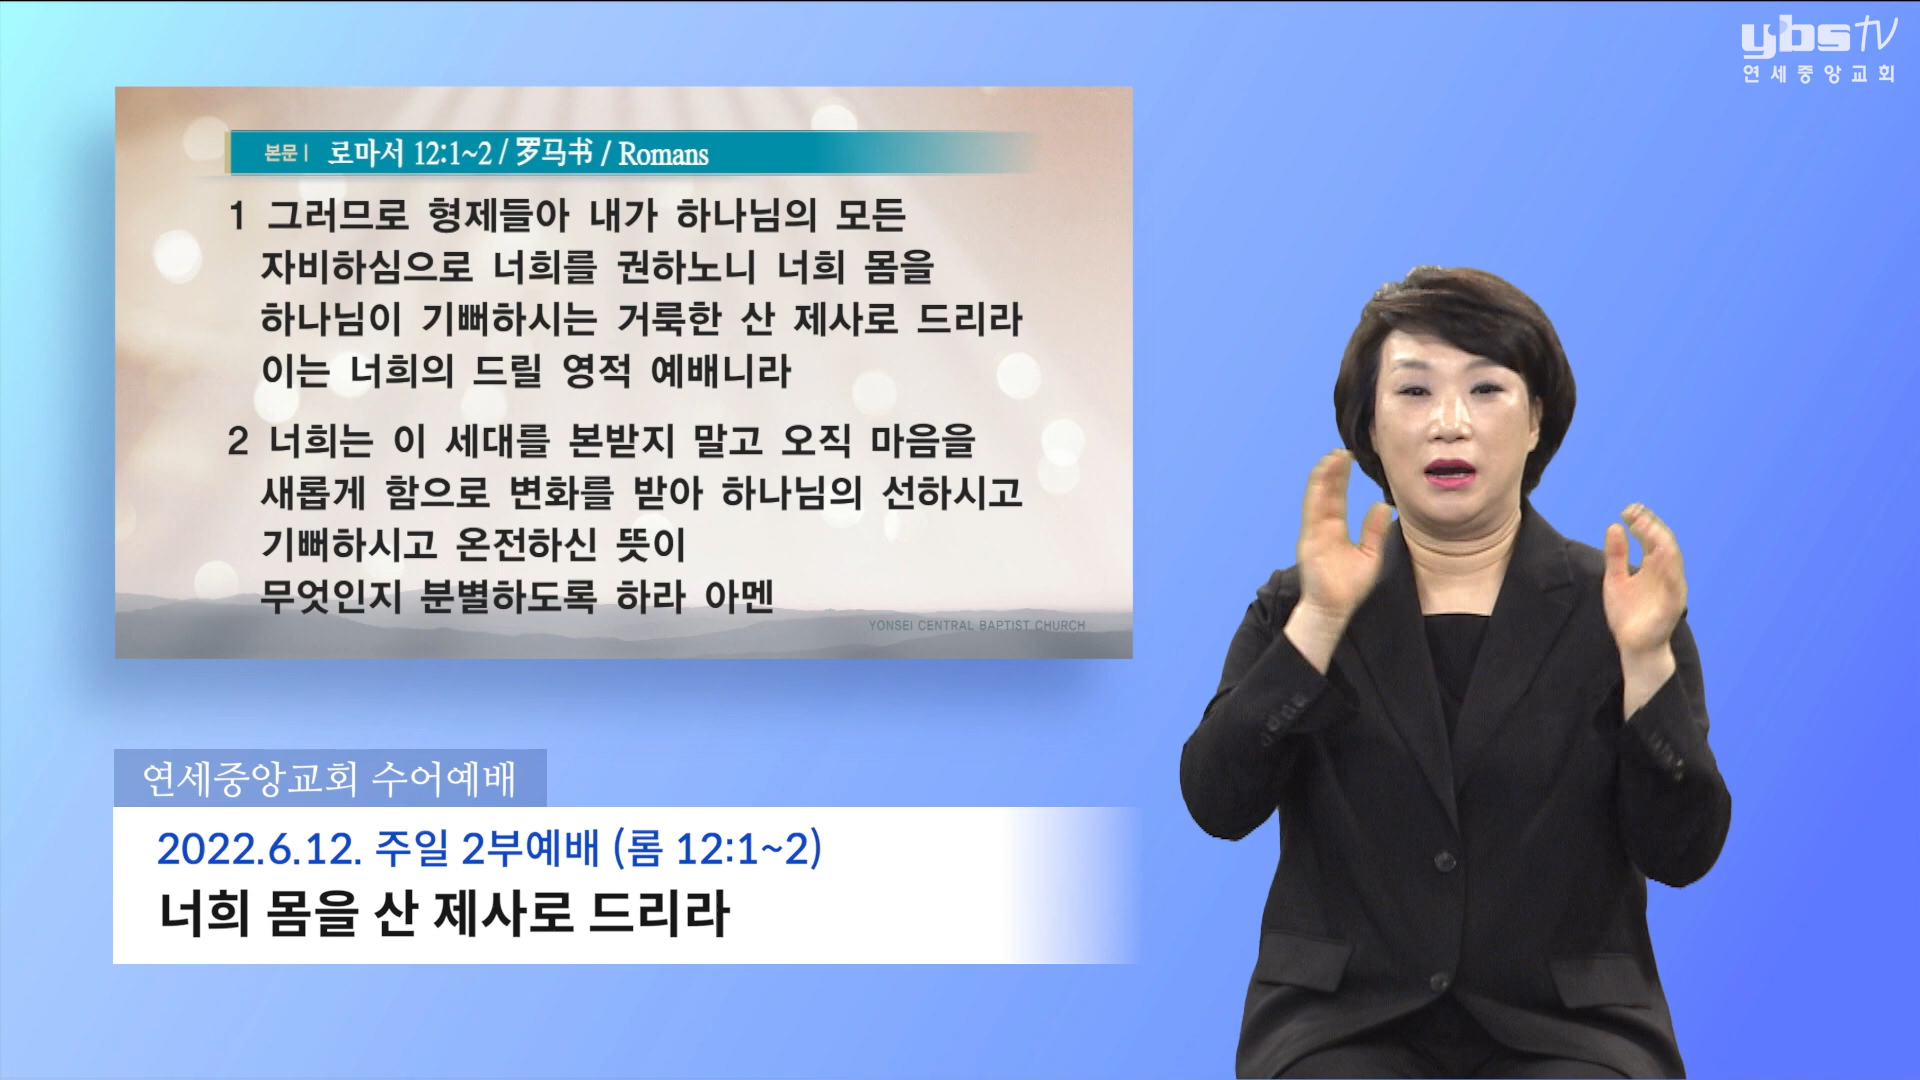 ybstv
연세중앙교회
본문 | 로마서 12:1~2 / 罗马书 / Romans
1 그러므로 형제들아 내가 하나님의 모든
자비하심으로 너희를 권하노니 너희 몸을
하나님이 기뻐하시는 거룩한 산 제사로 드리라
이는 너희의 드릴 영적 예배니라
2 너희는 이 세대를 본받지 말고 오직 마음을
새롭게 함으로 변화를 받아 하나님의 선하시고
기뻐하시고 온전하신 뜻이
무엇인지 분별하도록 하라 아멘
YONSEI CENTRAL BAPTIST CHURCH
연세중앙교회 수어예배
2022.6.12. 주일 2부예배 (롬 12:1~2)
너희 몸을 산 제사로 드리라